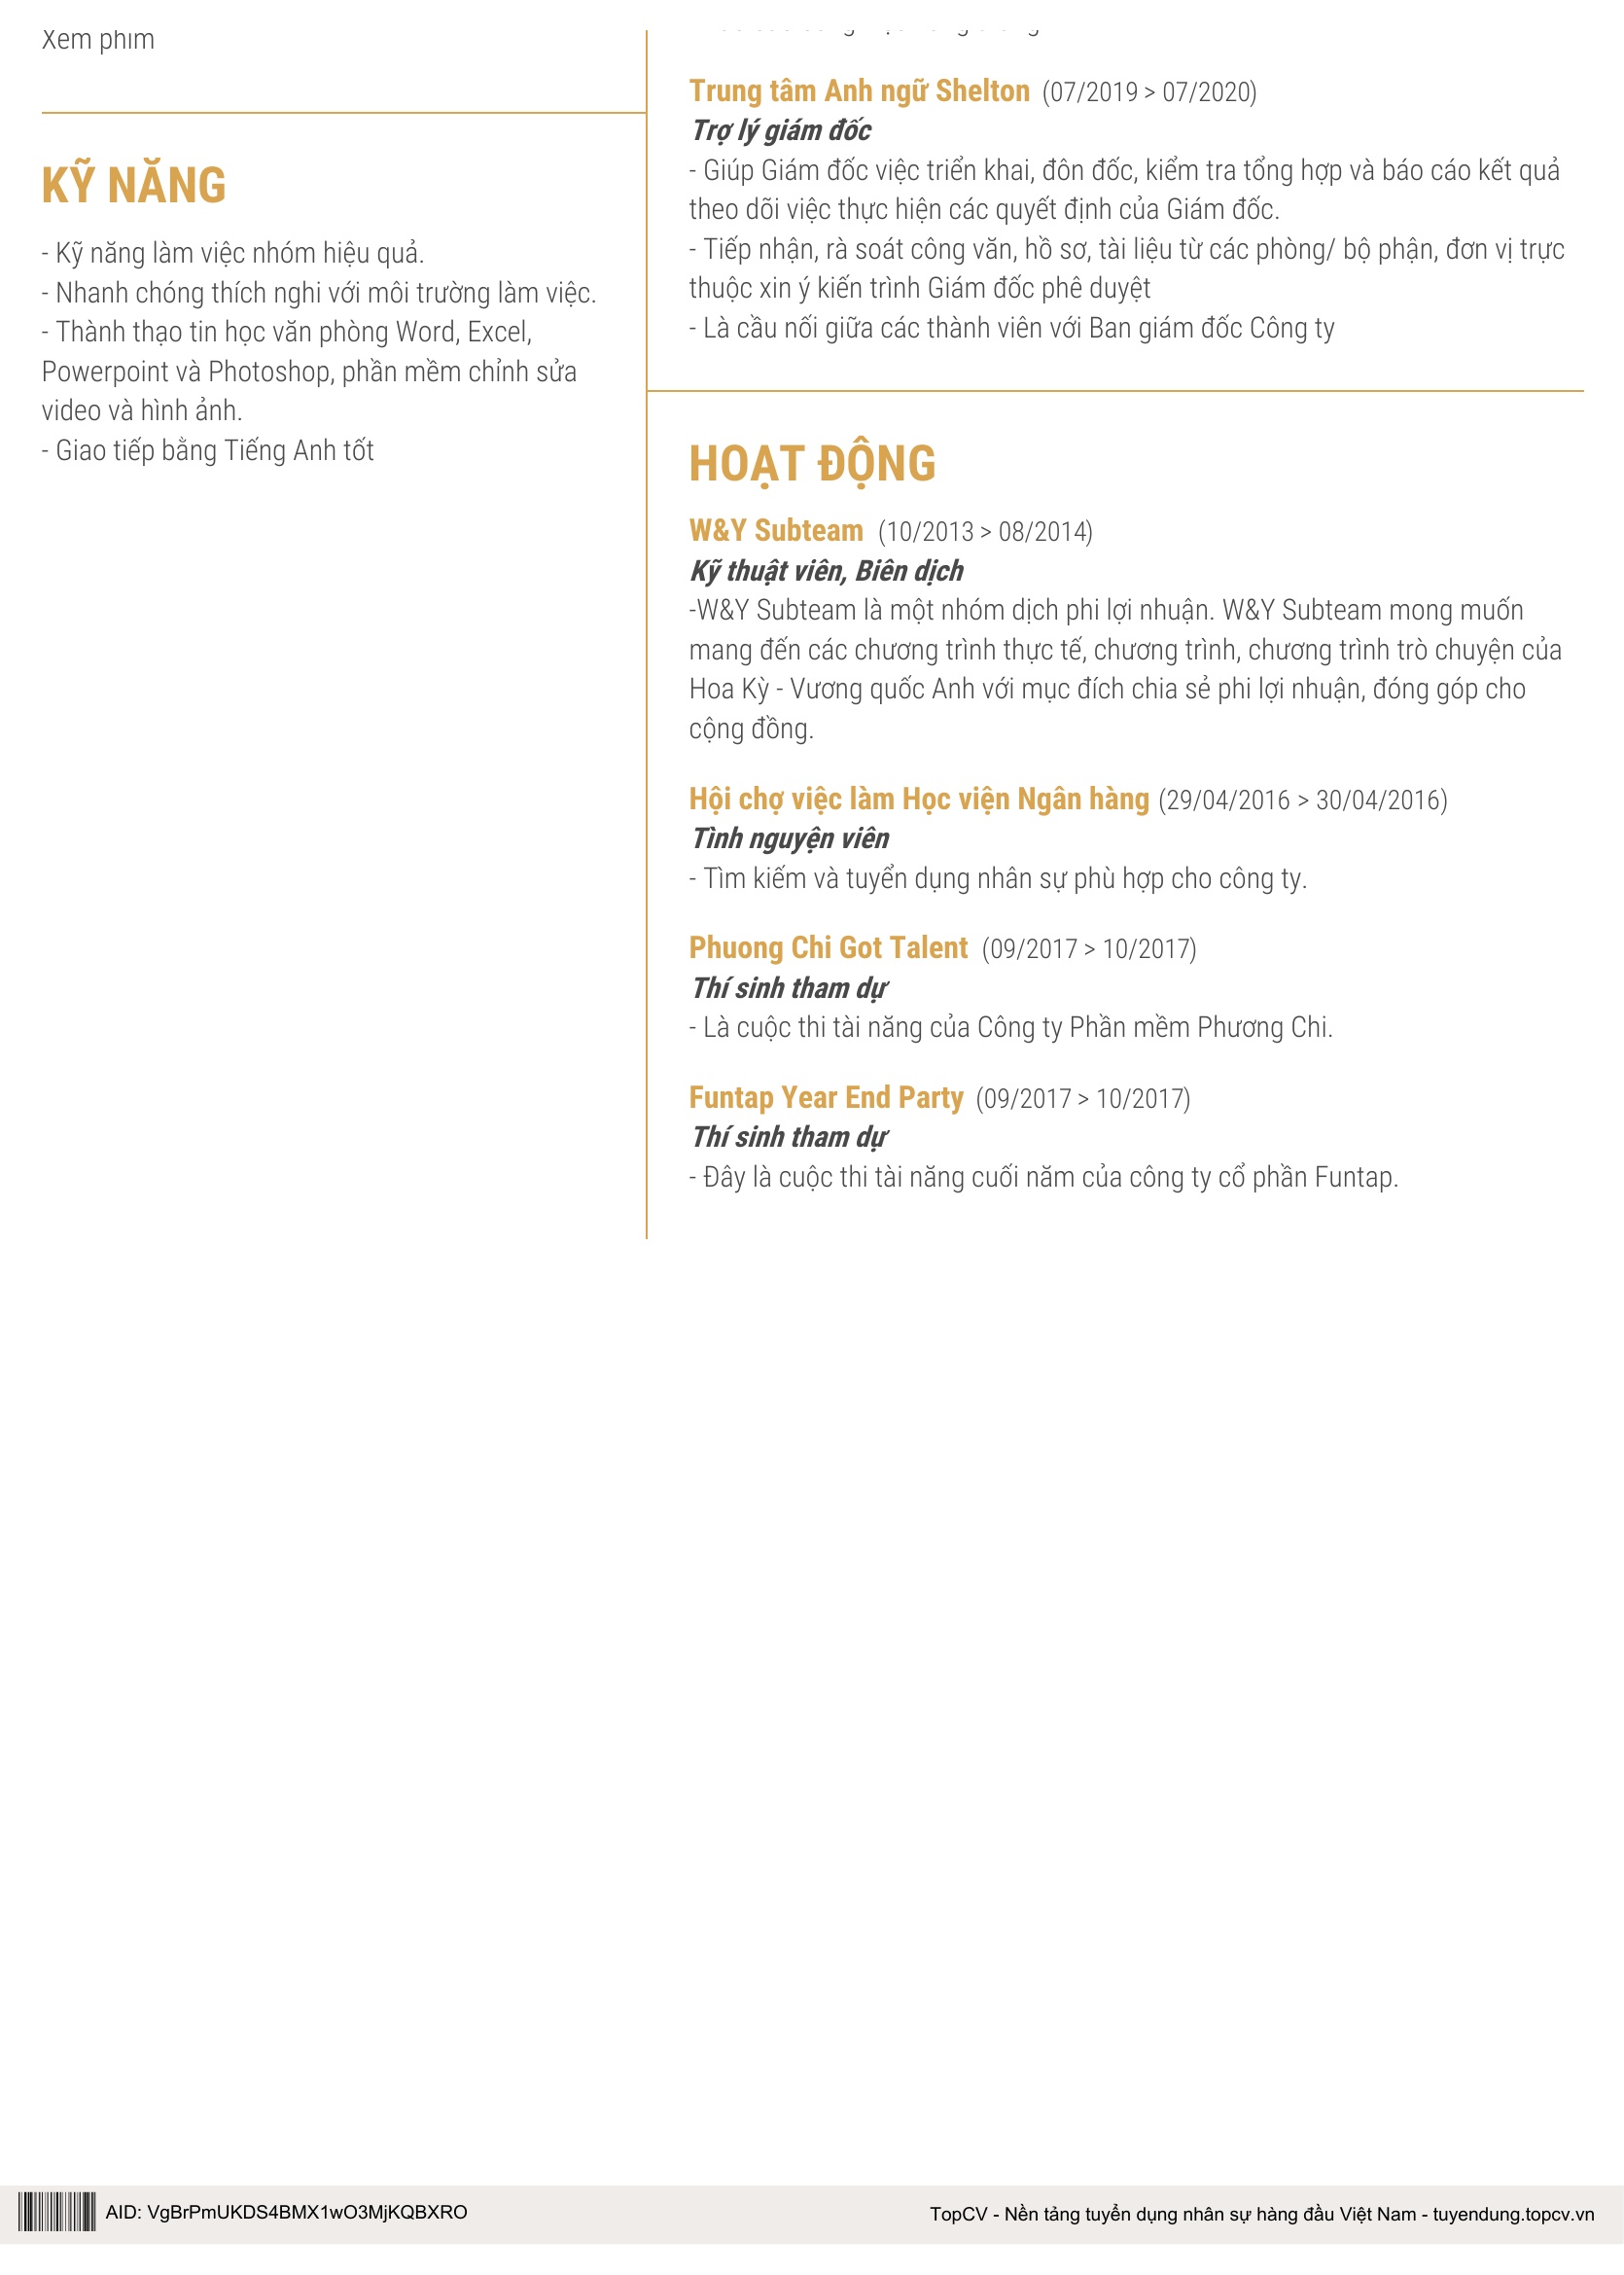 Xem phim
KỸ NĂNG
- Kỹ năng làm việc nhóm hiệu quả.
- Nhanh chóng thích nghi với môi trường làm việc.
- Thành thạo tin học văn phòng Word, Excel,
Powerpoint và Photoshop, phần mềm chỉnh sửa
video và hình ảnh.
- Giao tiếp bằng Tiếng Anh tốt
Trung tâm Anh ngữ Shelton (07/2019 > 07/2020)
Trợ lý giám đốc
- Giúp Giám đốc việc triển khai, đôn đốc, kiểm tra tổng hợp và báo cáo kết quả
theo dõi việc thực hiện các quyết định của Giám đốc.
- Tiếp nhận, rà soát công văn, hồ sơ, tài liệu từ các phòng/ bộ phận, đơn vị trực
thuộc xin ý kiến trình Giám đốc phê duyệt
- Là cầu nối giữa các thành viên với Ban giám đốc Công ty
HOẠT ĐỘNG
W&Y Subteam (10/2013 > 08/2014)
Kỹ thuật viên, Biên dịch
-W&Y Subteam là một nhóm dịch phi lợi nhuận. W&Y Subteam mong muốn
mang đến các chương trình thực tế, chương trình, chương trình trò chuyện của
Hoa Kỳ - Vương quốc Anh với mục đích chia sẻ phi lợi nhuận, đóng góp cho
cộng đồng.
Hội chợ việc làm Học viện Ngân hàng (29/04/2016 > 30/04/2016)
Tình nguyện viên
- Tìm kiếm và tuyển dụng nhân sự phù hợp cho công ty.
Phuong Chi Got Talent (09/2017 > 10/2017)
Thí sinh tham dự
- Là cuộc thi tài năng của Công ty Phần mềm Phương Chi.
Funtap Year End Party (09/2017 > 10/2017)
Thí sinh tham dự
- Đây là cuộc thi tài năng cuối năm của công ty cổ phần Funtap.
AID: VgBrPmUKDS4BMX1wO3MjKQBXRO
TopCV - Nền tảng tuyển dụng nhân sự hàng đầu Việt Nam - tuyendung.topcv.vn